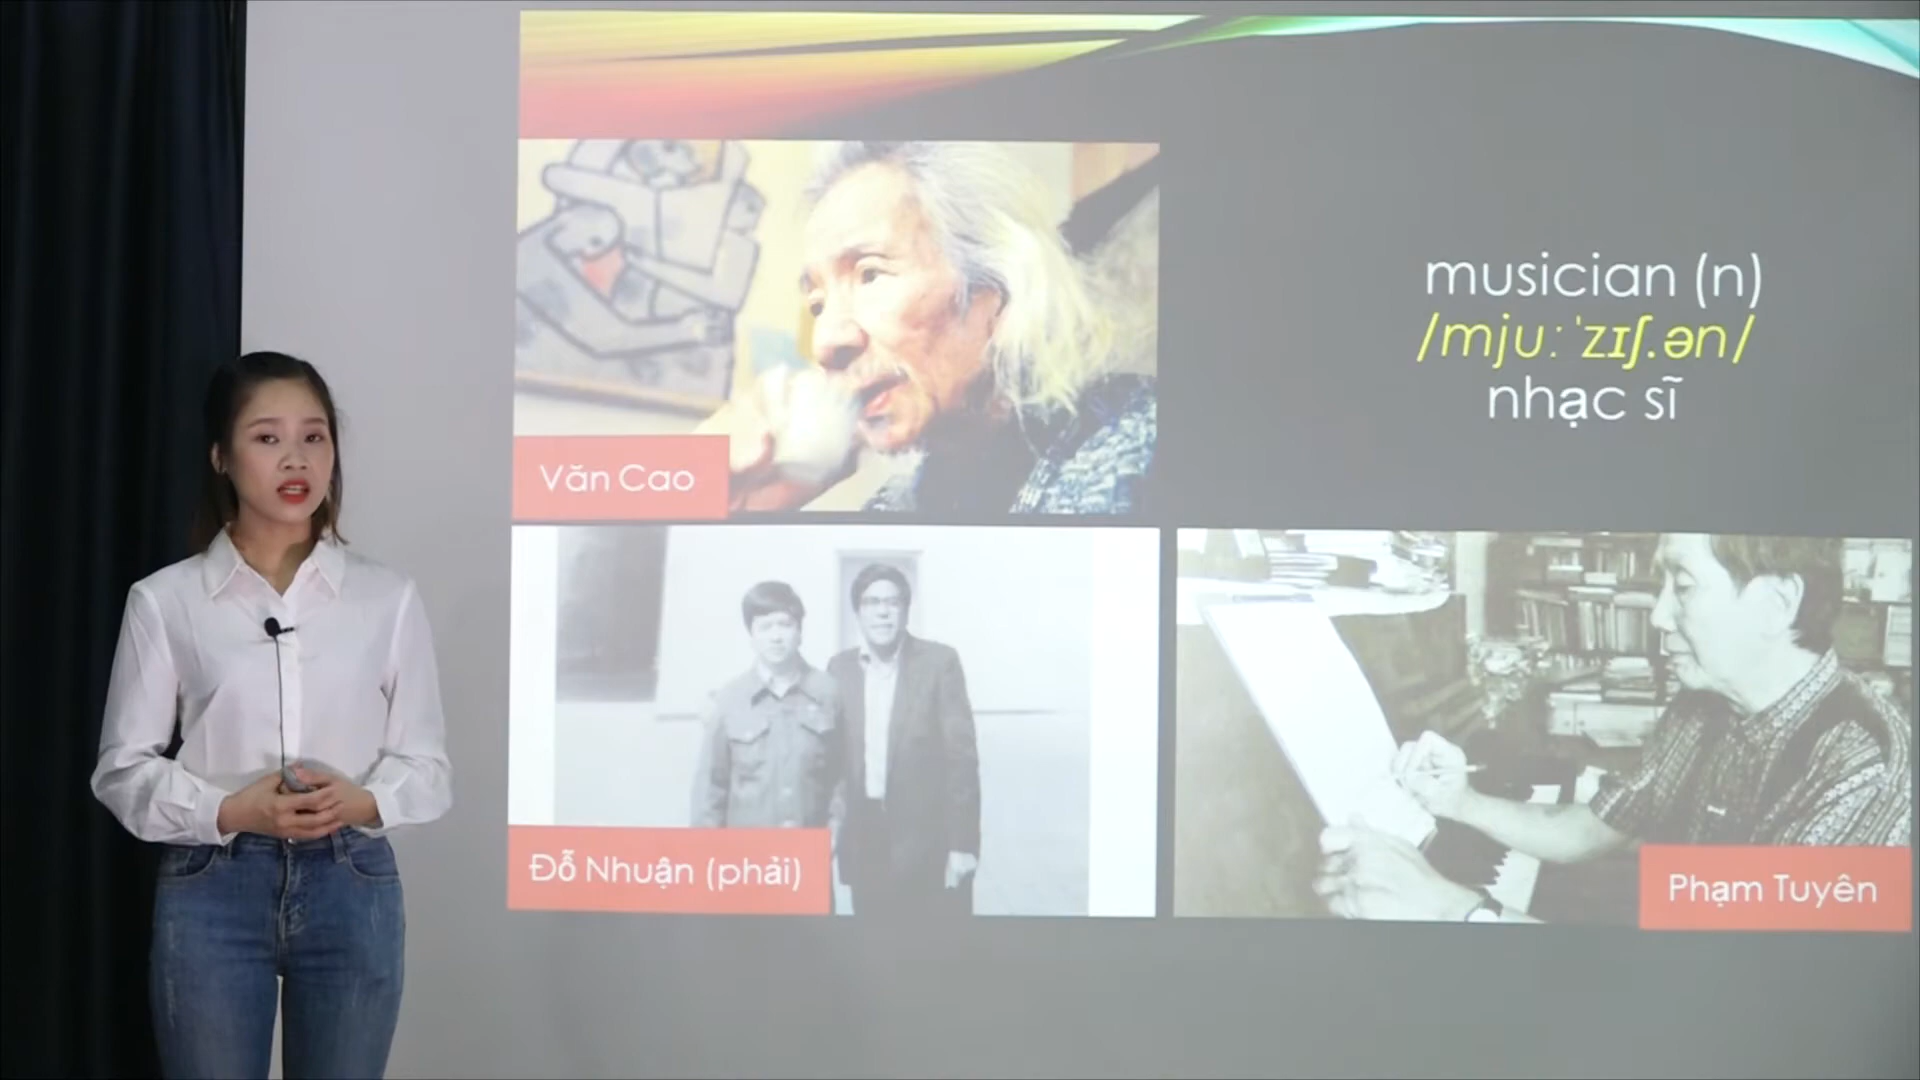 musician (n)
/mjuːˈzɪʃ.ən/
nhạc sĩ
Văn Cao
Đỗ Nhuận (phải)
Phạm Tuyên